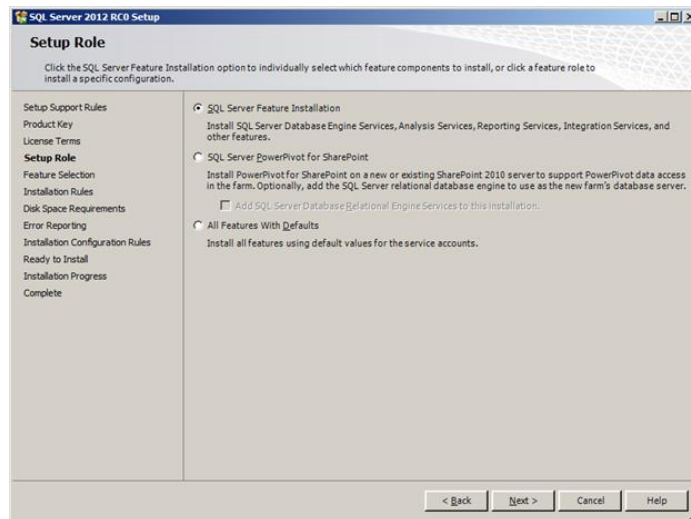 SQL Server 2012 RC0 Setup
Setup Role
Click the SQL Server Feature Installation option to individually select which feature components to install, or click a feature role to
install a specific configuration.
Setup Support Rules
Product Key
License Terms
Setup Role
Feature Selection
Installation Rules
Disk Space Requirements
Error Reporting
Installation Configuration Rules
Ready to Install
Installation Progress
Complete
SQL Server Feature Installation
Install SQL Server Database Engine Services, Analysis Services, Reporting Services, Integration Services, and
other features.
SQL Server PowerPivot for SharePoint
Install PowerPivot for SharePoint on a new or existing SharePoint 2010 server to support PowerPivot data access
in the farm. Optionally, add the SQL Server relational database engine to use as the new farm's database server.
Add SQL Server Database Relational Engine Services to this installation.
All Features With Defaults
Install all features using default values for the service accounts.
< Back
Next >
Cancel
Help